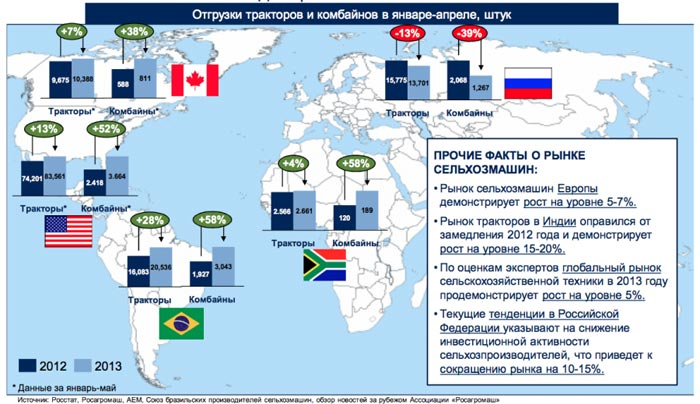 Отгрузки тракторов и комбайнов в январе-апреле, штук
+7%
+38%
-13%
-39%
9,675
10,388
588
811
15,775
13,701
2,068
1,267
Тракторы*
Комбайны*
Тракторы
Комбайны
+13%
+52%
74,201
83,561
2.418
3.664
Тракторы*
Комбайны*
+4%
+58%
2.566
2.661
120
189
Тракторы
Комбайны
+28%
+58%
16,083
20,536
1,927
3,043
Тракторы
Комбайны
ПРОЧИЕ ФАКТЫ О РЫНКЕ
СЕЛЬХОЗМАШИН:
• Рынок сельхозмашин Европы
демонстрирует рост на уровне 5-7%.
• Рынок тракторов в Индии оправился от
замедления 2012 года и демонстрирует
рост на уровне 15-20%.
• По оценкам экспертов глобальный рынок
сельскохозяйственной техники в 2013 году
продемонстрирует рост на уровне 5%.
• Текущие тенденции в Российской
Федерации указывают на снижение
инвестиционной активности
сельхозпроизводителей, что приведет к
сокращению рынка на 10-15%.
2012
2013
* Данные за январь-май
Источник: Росстат, Росагромаш, AEM, Союз бразильских производителей сельхозмашин, обзор новостей за рубежом Ассоциации «Росагромаш»